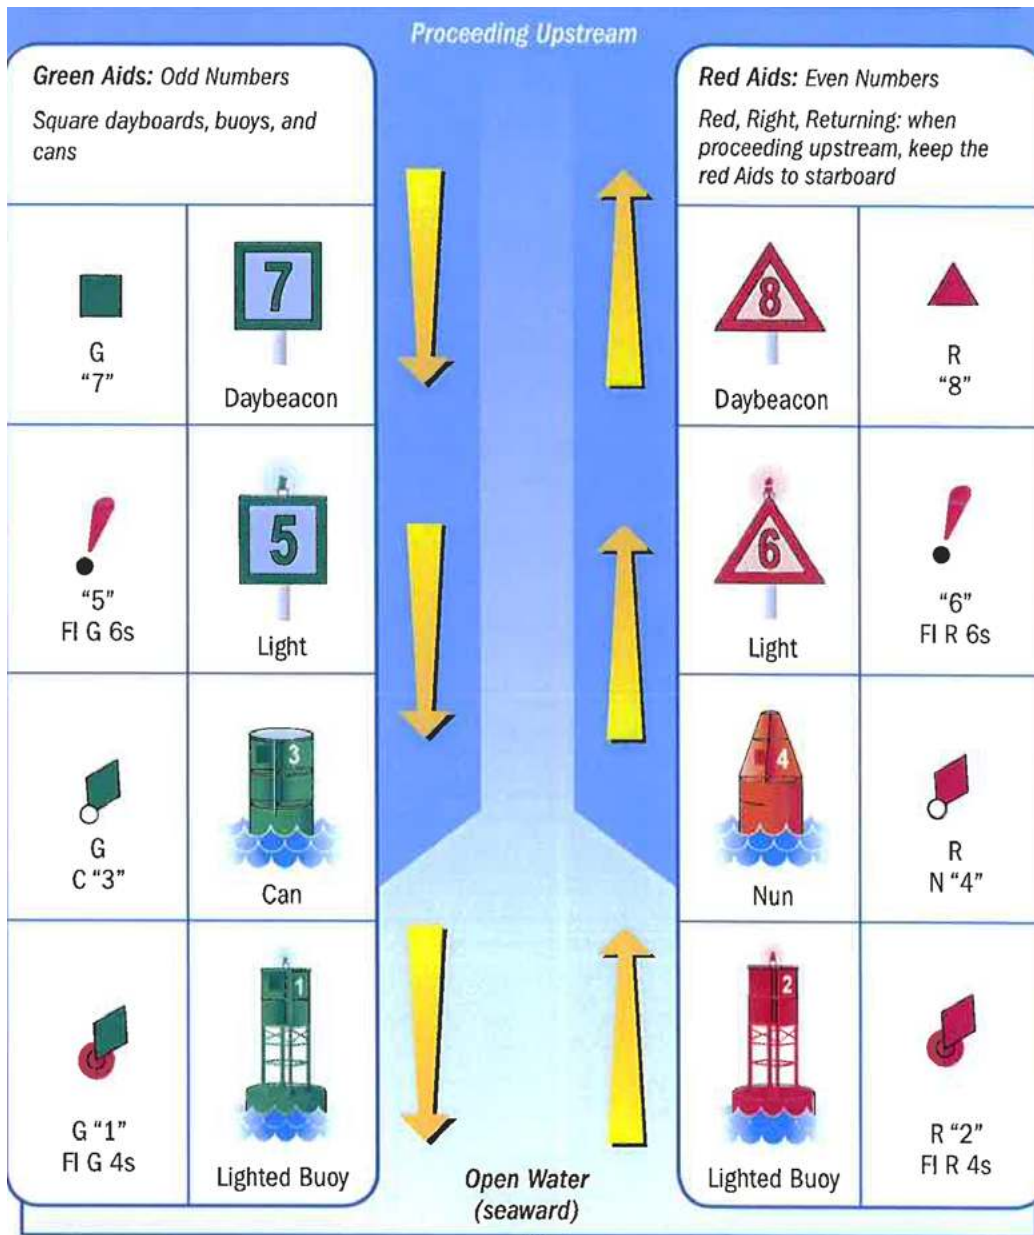 Proceeding Upstream
Green Aids: Odd Numbers
Square dayboards, buoys, and
cans
Red Aids: Even Numbers
Red, Right, Returning: when
proceeding upstream, keep the
red Aids to starboard
G
"7"
7
Daybeacon
8
Daybeacon
R
"8"
"5"
Fl G 6s
5
Light
6
Light
"6"
Fl R 6s
G
C "3"
3
Can
4
Nun
R
N "4"
G "1"
Fl G 4s
1
Lighted Buoy
2
Lighted Buoy
R "2"
Fl R 4s
Open Water
(seaward)